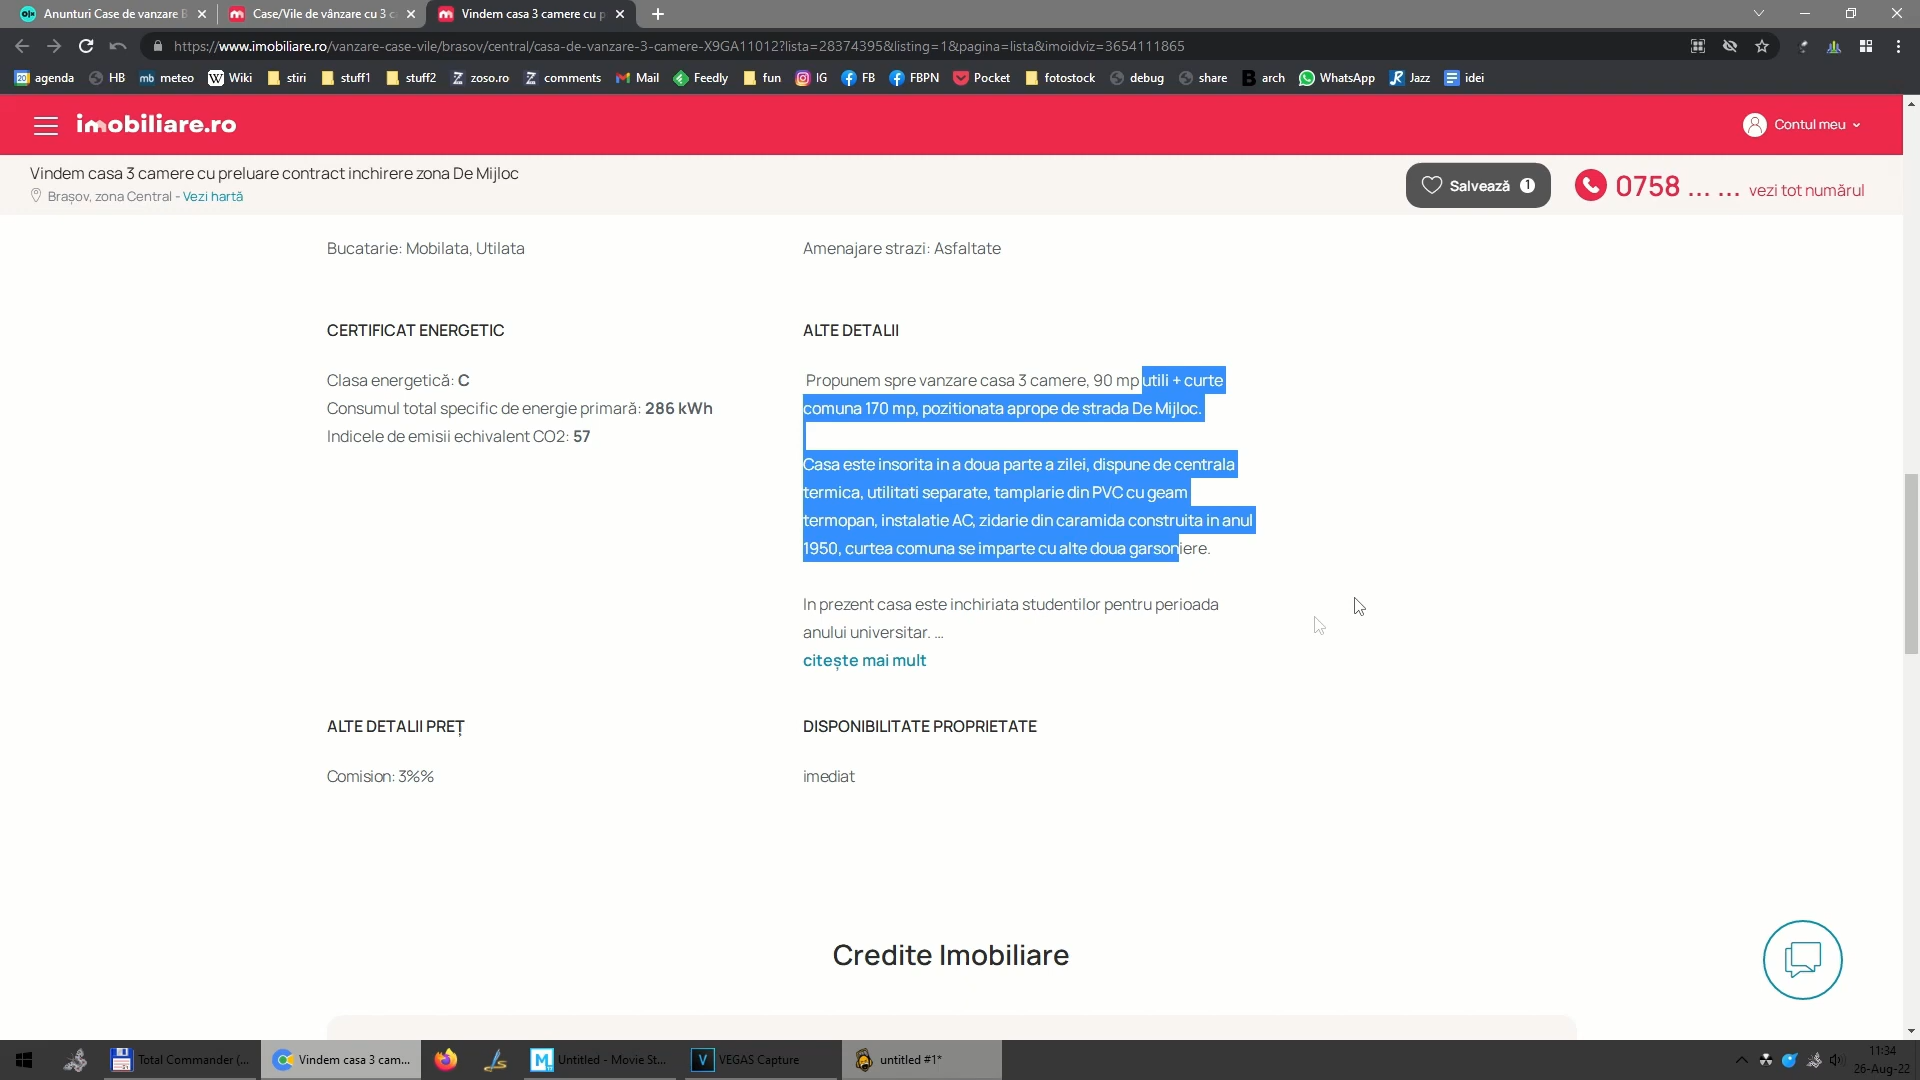 Anunturi Case de vanzare B
Case/Vile de vânzare cu 3 c
Vindem casa 3 camere cu p
https://www.imobiliare.ro/vanzare-case-vile/brasov/central/casa-de-vanzare-3-camere-X9GA11012?lista=28374395&listing=1&pagina=lista&imoidviz=3654111865
agenda HB meteo Wiki stiri stuff1 stuff2 zoso.ro comments Mail Feedly fun IG FB FBPN Pocket fotostock debug share arch WhatsApp Jazz idei
imobiliare.ro
Contul meu
Vindem casa 3 camere cu preluare contract inchirere zona De Mijloc
Brașov, zona Central - Vezi hartă
Salvează 1
0758 ... ... vezi tot numărul
Bucatarie: Mobilata, Utilata
Amenajare strazi: Asfaltate
CERTIFICAT ENERGETIC
Clasa energetică: C
Consumul total specific de energie primară: 286 kWh
Indicele de emisii echivalent CO2: 57
ALTE DETALII
Propunem spre vanzare casa 3 camere, 90 mp utili + curte
comuna 170 mp, pozitionata aprope de strada De Mijloc.
Casa este insorita in a doua parte a zilei, dispune de centrala
termica, utilitati separate, tamplarie din PVC cu geam
termopan, instalatie AC, zidarie din caramida construita in anul
1950, curtea comuna se imparte cu alte doua garsoniere.
In prezent casa este inchiriata studentilor pentru perioada
anului universitar. ...
citește mai mult
ALTE DETALII PREȚ
Comision: 3%%
DISPONIBILITATE PROPRIETATE
imediat
Credite Imobiliare
Total Commander (...
Vindem casa 3 cam...
Untitled - Movie St...
VEGAS Capture
untitled #1*
11:34
26-Aug-22